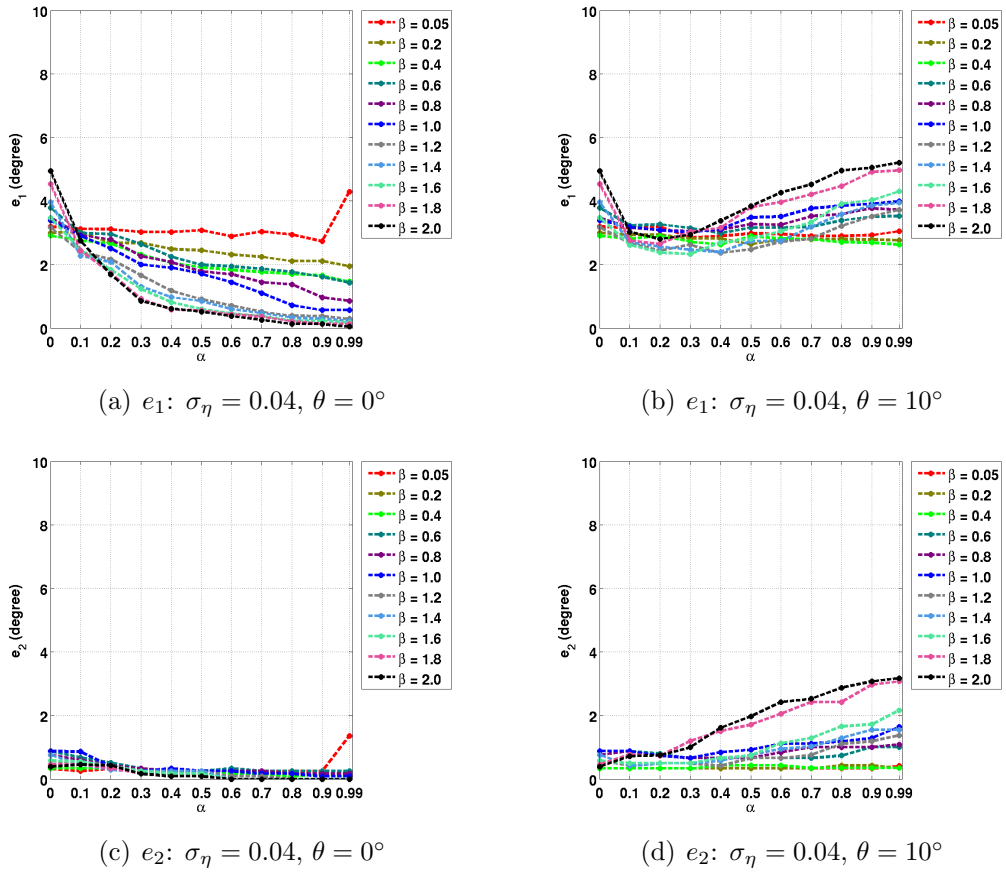 10
8
6
4
2
0
e1 (degree)
0 0.1 0.2 0.3 0.4 0.5 0.6 0.7 0.8 0.9 0.99
α
β = 0.05
β = 0.2
β = 0.4
β = 0.6
β = 0.8
β = 1.0
β = 1.2
β = 1.4
β = 1.6
β = 1.8
β = 2.0
(a) e₁: σ_η = 0.04, θ = 0°
10
8
6
4
2
0
e1 (degree)
0 0.1 0.2 0.3 0.4 0.5 0.6 0.7 0.8 0.9 0.99
α
β = 0.05
β = 0.2
β = 0.4
β = 0.6
β = 0.8
β = 1.0
β = 1.2
β = 1.4
β = 1.6
β = 1.8
β = 2.0
(b) e₁: σ_η = 0.04, θ = 10°
10
8
6
4
2
0
e2 (degree)
0 0.1 0.2 0.3 0.4 0.5 0.6 0.7 0.8 0.9 0.99
α
β = 0.05
β = 0.2
β = 0.4
β = 0.6
β = 0.8
β = 1.0
β = 1.2
β = 1.4
β = 1.6
β = 1.8
β = 2.0
(c) e₂: σ_η = 0.04, θ = 0°
10
8
6
4
2
0
e2 (degree)
0 0.1 0.2 0.3 0.4 0.5 0.6 0.7 0.8 0.9 0.99
α
β = 0.05
β = 0.2
β = 0.4
β = 0.6
β = 0.8
β = 1.0
β = 1.2
β = 1.4
β = 1.6
β = 1.8
β = 2.0
(d) e₂: σ_η = 0.04, θ = 10°